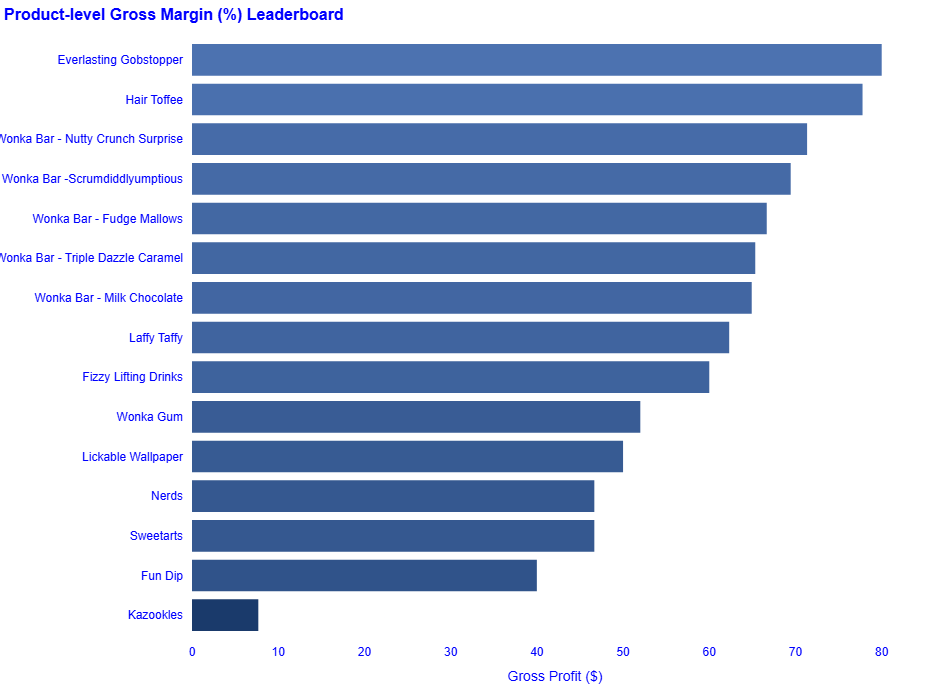 Product-level Gross Margin (%) Leaderboard
Everlasting Gobstopper
Hair Toffee
Wonka Bar - Nutty Crunch Surprise
Wonka Bar -Scrumdiddlyumptious
Wonka Bar - Fudge Mallows
Wonka Bar - Triple Dazzle Caramel
Wonka Bar - Milk Chocolate
Laffy Taffy
Fizzy Lifting Drinks
Wonka Gum
Lickable Wallpaper
Nerds
Sweetarts
Fun Dip
Kazookles
0 10 20 30 40 50 60 70 80
Gross Profit ($)